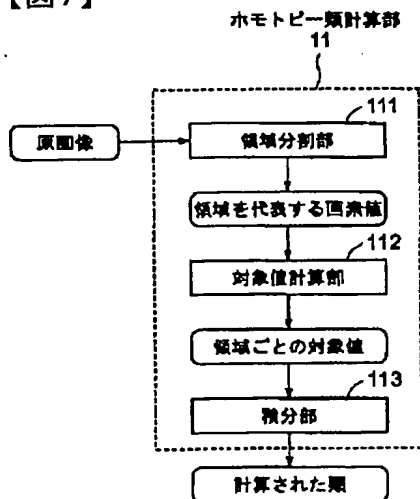 【図7】
ホモトピー類計算部
11
111
原画像
領域分割部
領域を代表する画素値
112
対象値計算部
領域ごとの対象値
113
積分部
計算された類